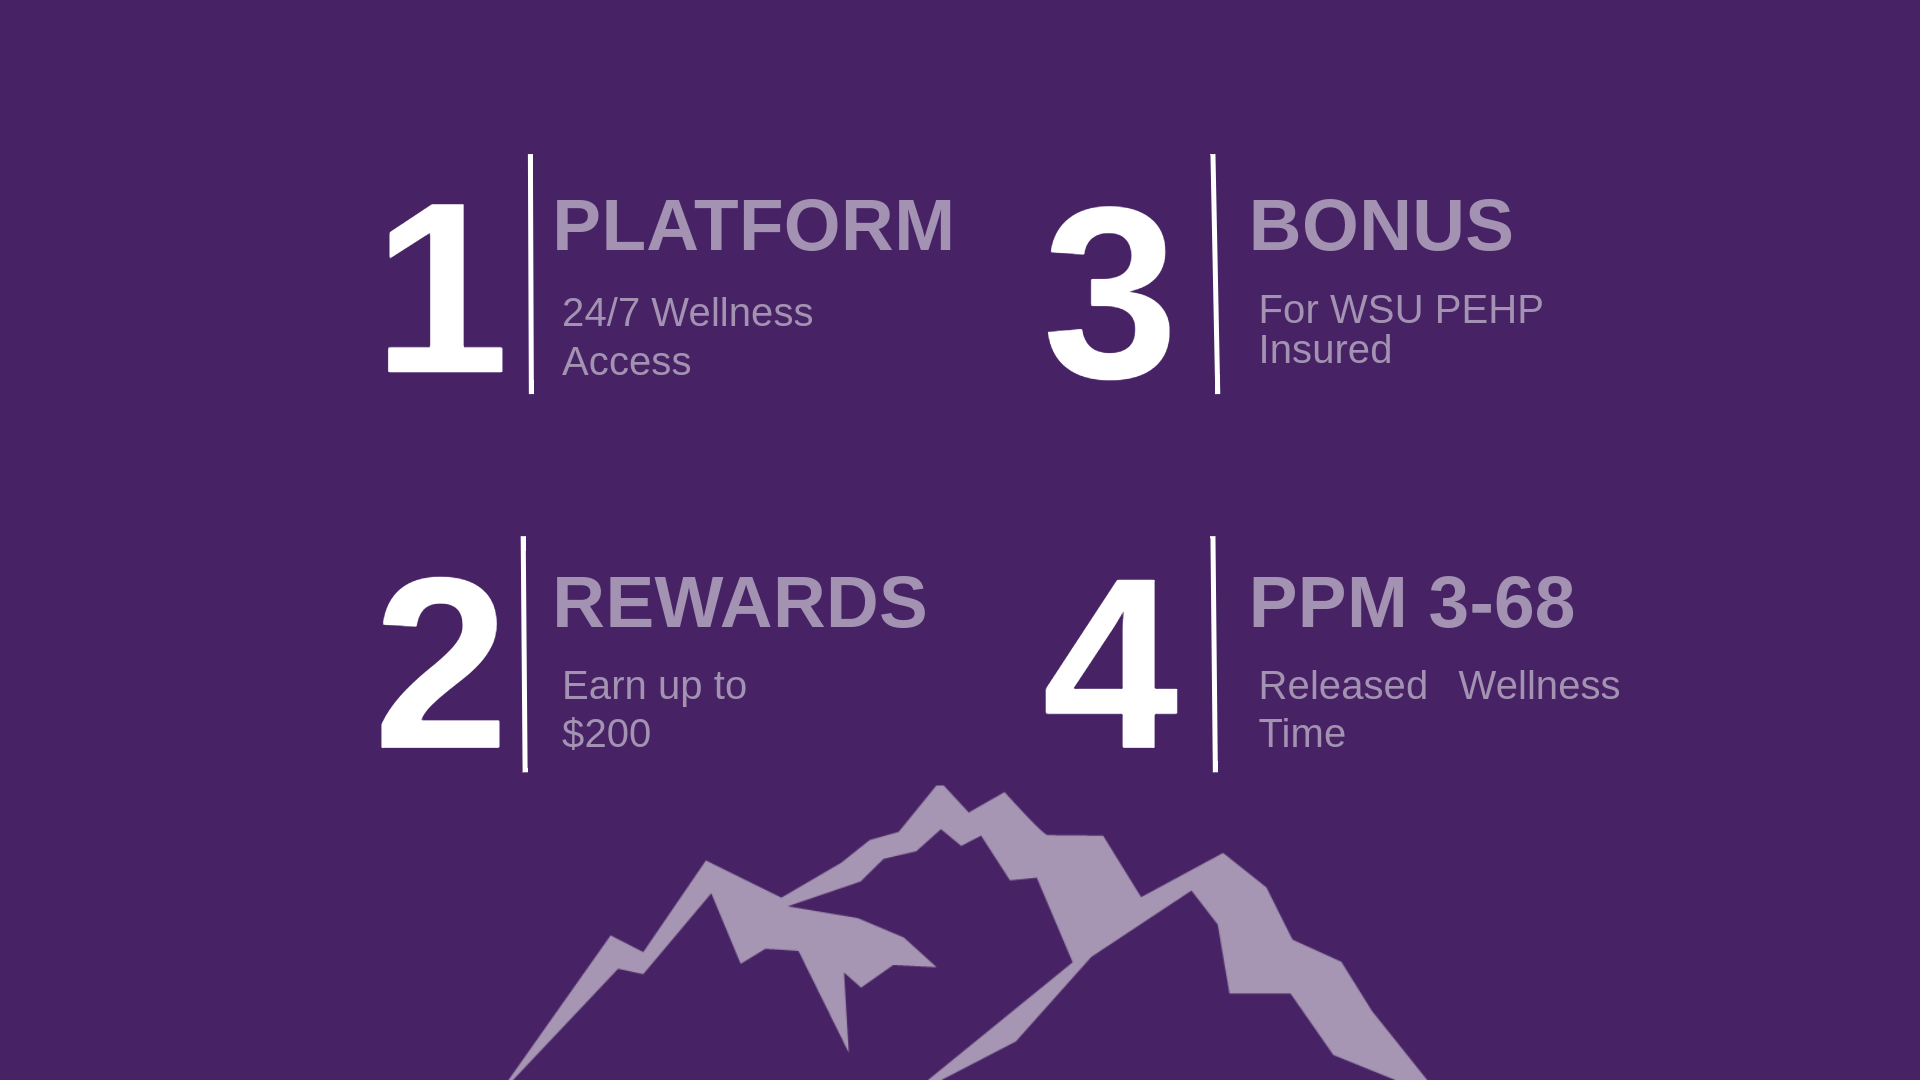 1
PLATFORM
24/7 Wellness
Access
2
REWARDS
Earn up to
$200
3
BONUS
For WSU PEHP
Insured
4
PPM 3-68
Released Wellness
Time